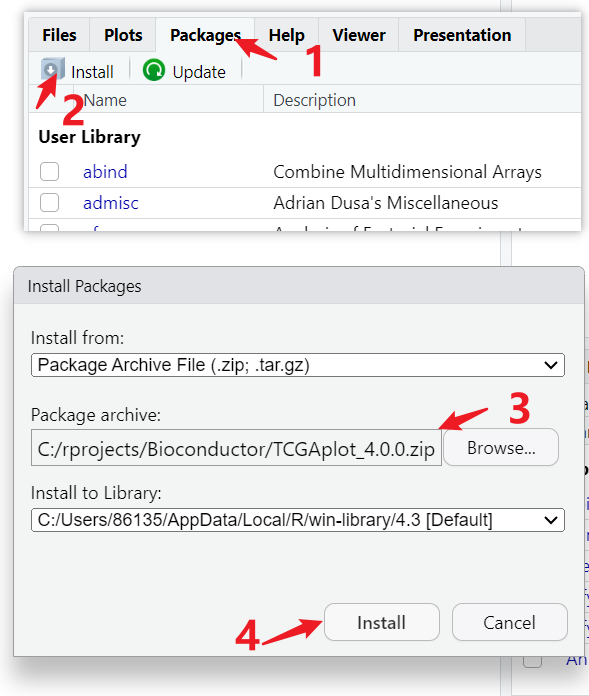 Files Plots Packages Help Viewer Presentation
1
Install Update
2
Name Description
User Library
abind Combine Multidimensional Arrays
admisc Adrian Dusa's Miscellaneous
Install Packages
Install from:
Package Archive File (.zip; .tar.gz)
Package archive:
3
C:/rprojects/Bioconductor/TCGAplot_4.0.0.zip Browse...
Install to Library:
C:/Users/86135/AppData/Local/R/win-library/4.3 [Default]
4
Install Cancel
An